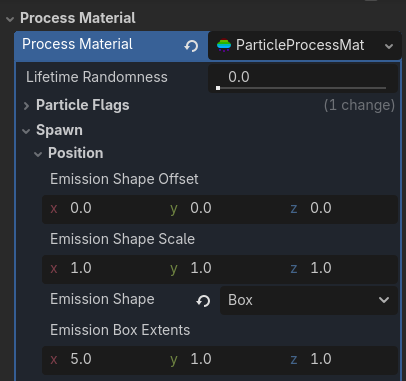 Process Material
Process Material ParticleProcessMat
Lifetime Randomness 0.0
Particle Flags (1 change)
Spawn
Position
Emission Shape Offset
x 0.0 y 0.0 z 0.0
Emission Shape Scale
x 1.0 y 1.0 z 1.0
Emission Shape Box
Emission Box Extents
x 5.0 y 1.0 z 1.0